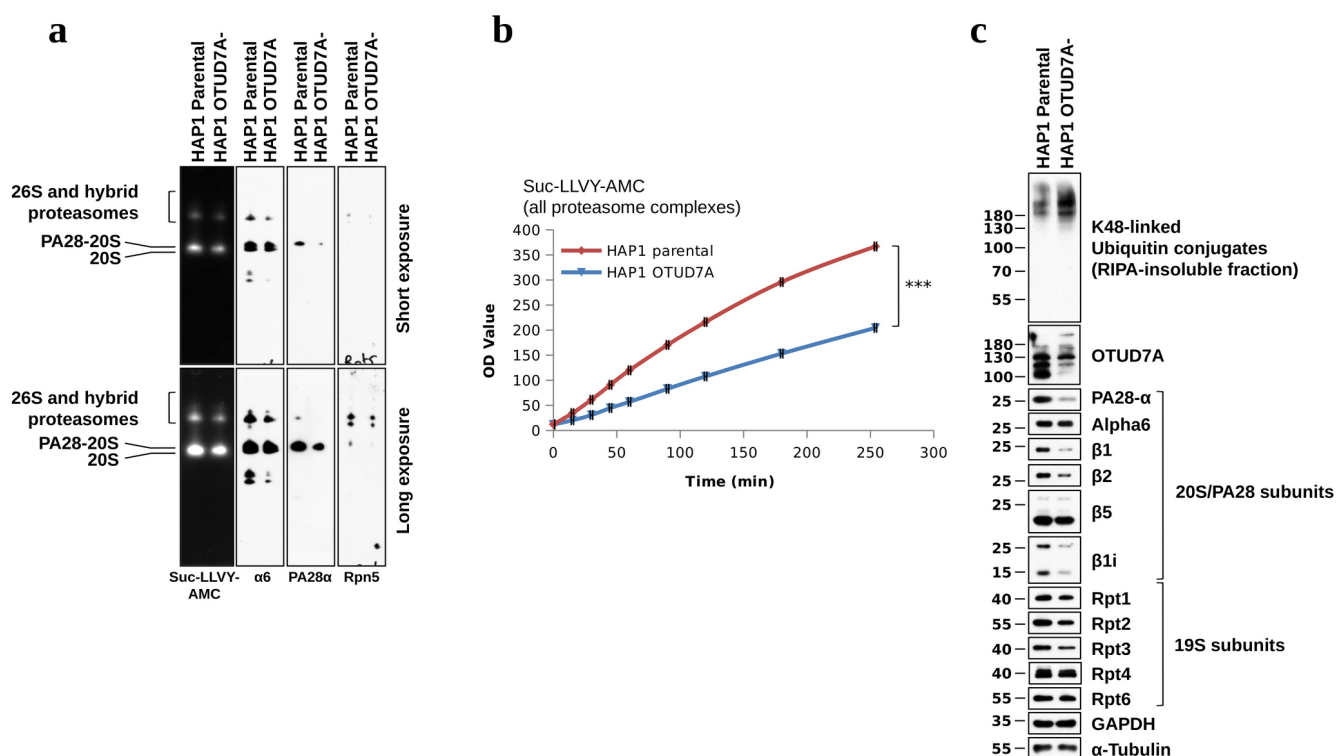 a
HAP1 Parental
HAP1 OTUD7A-
HAP1 Parental
HAP1 OTUD7A
HAP1 Parental
HAP1 OTUD7A-
HAP1 Parental
HAP1 OTUD7A-
26S and hybrid
proteasomes
PA28-20S
20S
Short exposure
26S and hybrid
proteasomes
PA28-20S
20S
Long exposure
Suc-LLVY-
AMC
α6
PA28α
Rpn5
b
Suc-LLVY-AMC
(all proteasome complexes)
400
350
300
250
200
150
100
50
0
OD Value
HAP1 parental
HAP1 OTUD7A
***
0 50 100 150 200 250 300
Time (min)
c
HAP1 Parental
HAP1 OTUD7A-
180
130
100
70
55
K48-linked
Ubiquitin conjugates
(RIPA-insoluble fraction)
180
130
100
OTUD7A
25 PA28-α
25 Alpha6
25 β1
25 β2
25 β5
25
15
β1i
20S/PA28 subunits
40 Rpt1
55 Rpt2
40 Rpt3
40 Rpt4
55 Rpt6
19S subunits
35 GAPDH
55 α-Tubulin